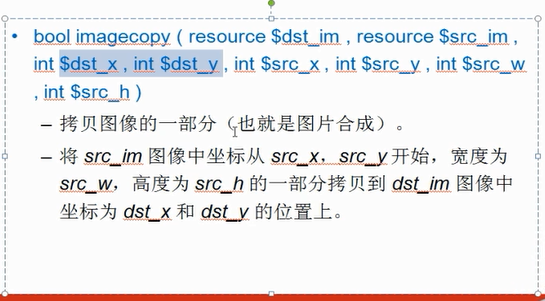 • bool imagecopy ( resource $dst_im , resource $src_im ,
int $dst_x , int $dst_y , int $src_x , int $src_y , int $src_w
, int $src_h )
– 拷贝图像的一部分（也就是图片合成）。
– 将 src_im 图像中坐标从 src_x，src_y 开始，宽度为
src_w，高度为 src_h 的一部分拷贝到 dst_im 图像中
坐标为 dst_x 和 dst_y 的位置上。